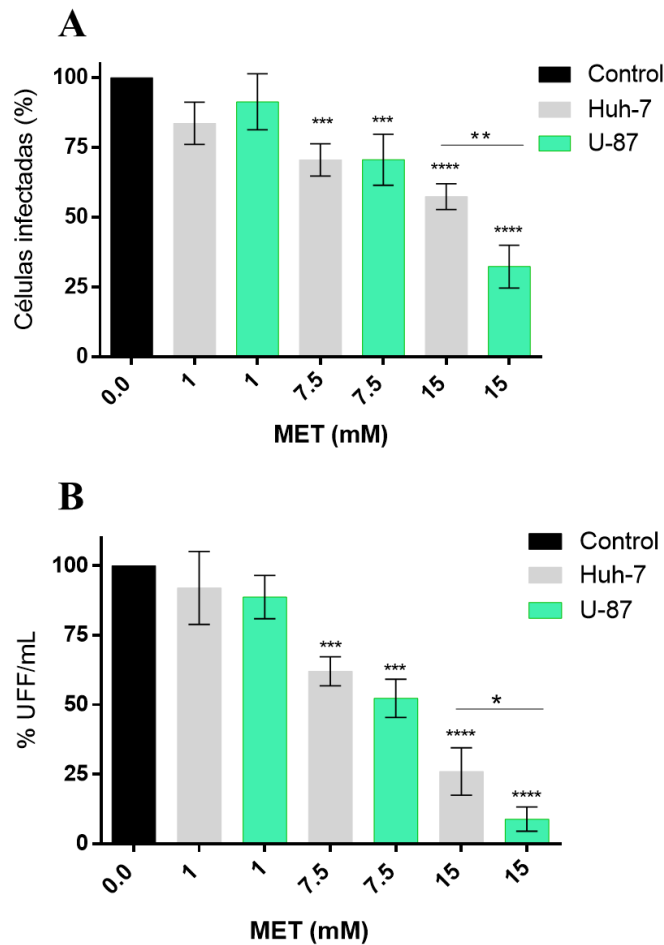 A
Control
Huh-7
U-87
Células infectadas (%)
100
75
50
25
0
***
***
****
**
****
0.0
1
1
7.5
7.5
15
15
MET (mM)
B
Control
Huh-7
U-87
% UFF/mL
100
75
50
25
0
***
***
****
*
****
0.0
1
1
7.5
7.5
15
15
MET (mM)